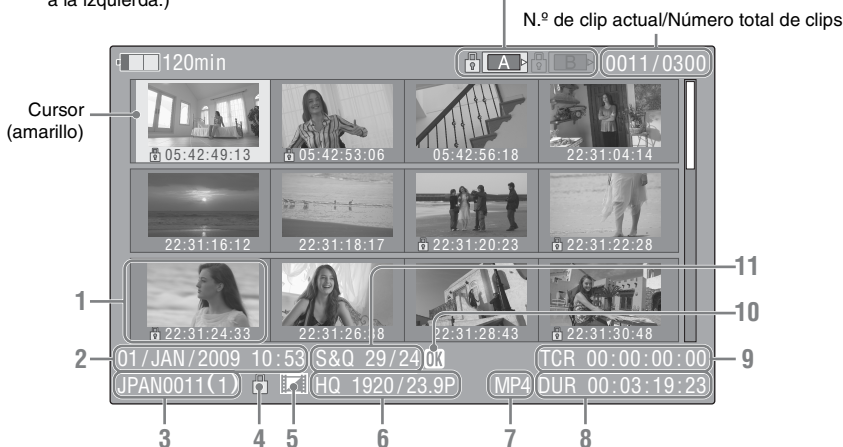 a la izquierda.)
N.º de clip actual/Número total de clips
120min
A
B
0011/0300
Cursor
(amarillo)
05:42:49:13
05:42:53:06
05:42:56:18
22:31:04:14
22:31:16:12
22:31:18:17
22:31:20:23
22:31:22:28
11
10
1
22:31:24:33
22:31:26:38
22:31:28:43
22:31:30:48
2
01/JAN/2009 10:53
S&Q 29/24
OK
TCR 00:00:00:00
9
JPAN0011(1)
HQ 1920/23.9P
MP4
DUR 00:03:19:23
3
4
5
6
7
8